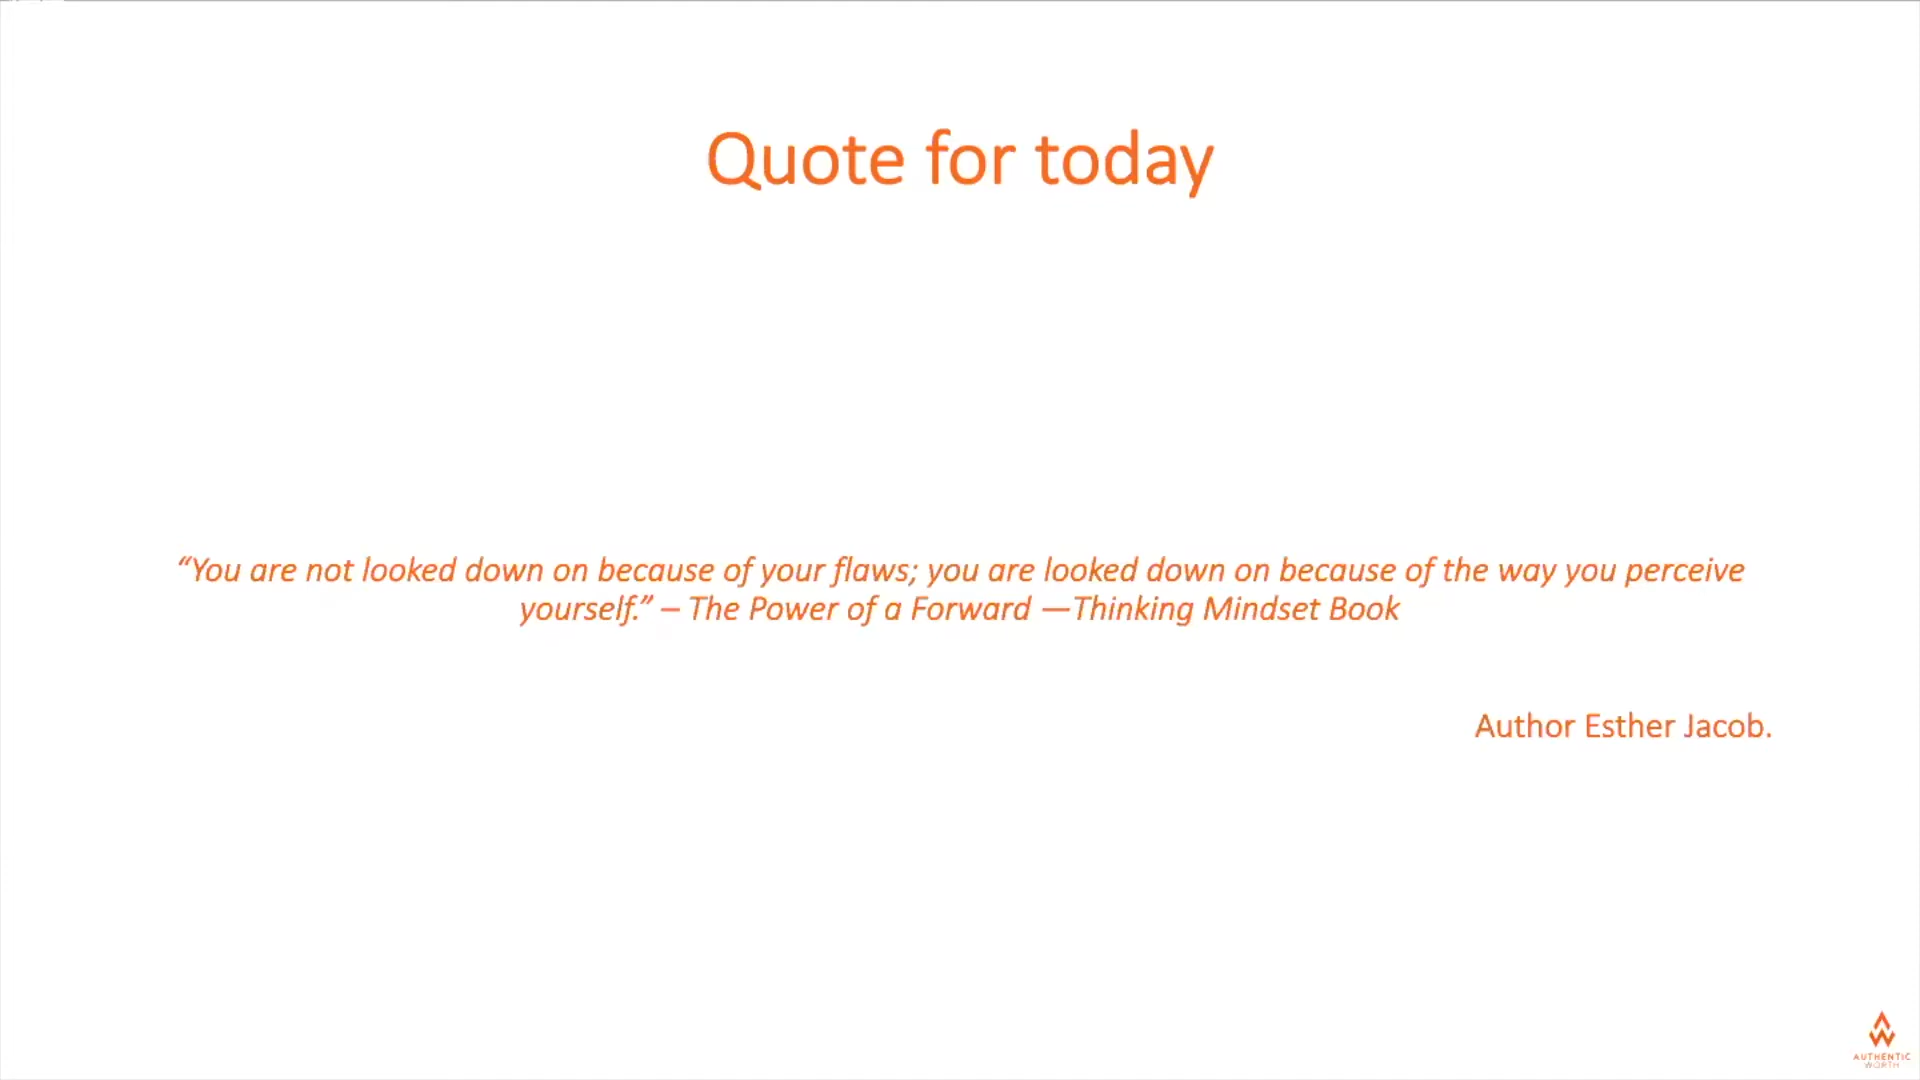 Quote for today
“You are not looked down on because of your flaws; you are looked down on because of the way you perceive
yourself.” – The Power of a Forward —Thinking Mindset Book
Author Esther Jacob.
AUTHENTIC
WORTH